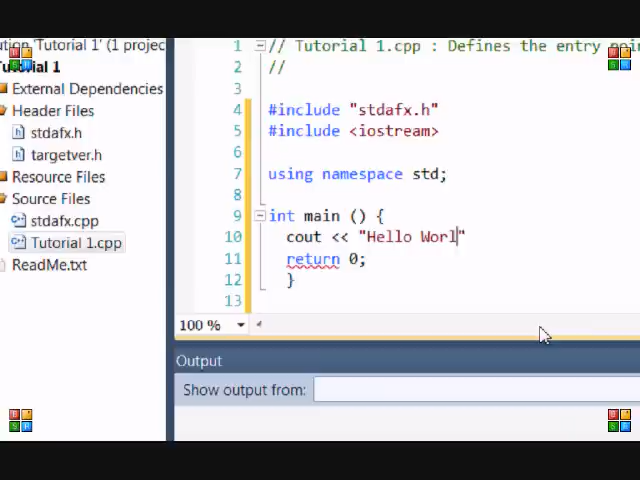 ution 'Tutorial 1' (1 projec
Tutorial 1
External Dependencies
Header Files
stdafx.h
targetver.h
Resource Files
Source Files
stdafx.cpp
Tutorial 1.cpp
ReadMe.txt
1 // Tutorial 1.cpp : Defines the entry poin
2 //
3
4 #include "stdafx.h"
5 #include <iostream>
6
7 using namespace std;
8
9 int main () {
10 cout << "Hello Worl"
11 return 0;
12 }
13
100 %
Output
Show output from: